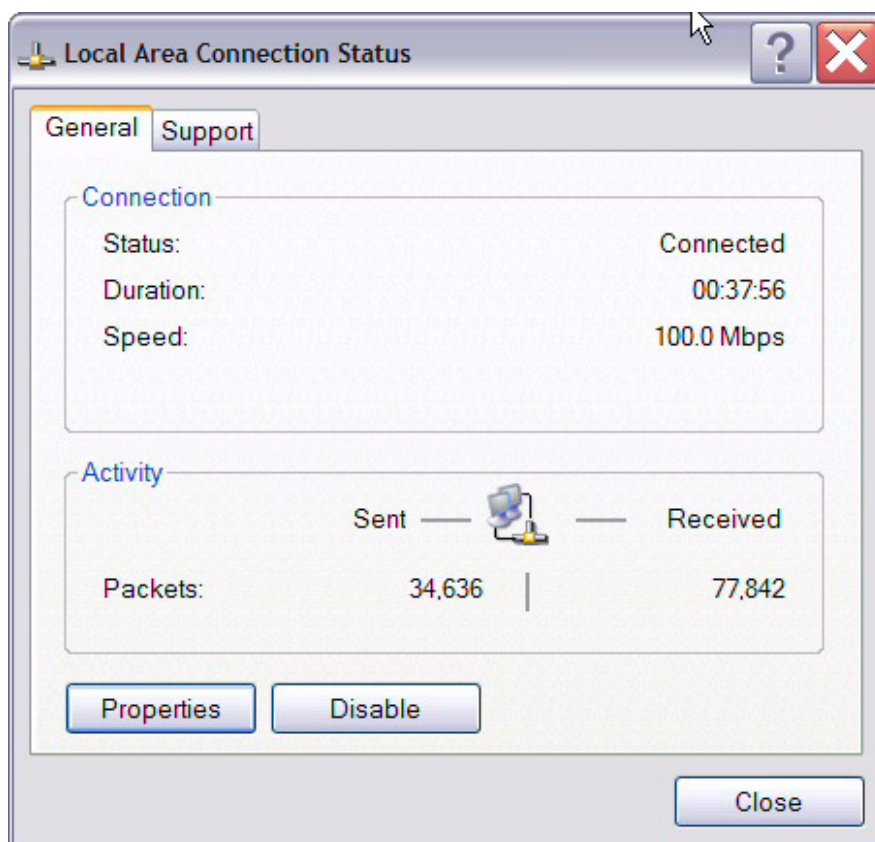 Local Area Connection Status
General Support
Connection
Status: Connected
Duration: 00:37:56
Speed: 100.0 Mbps
Activity
Sent Received
Packets: 34,636 77,842
Properties Disable
Close